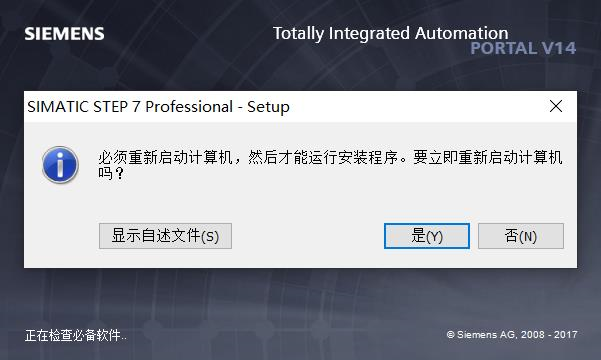 SIEMENS
Totally Integrated Automation
PORTAL V14
SIMATIC STEP 7 Professional - Setup
必须重新启动计算机，然后才能运行安装程序。要立即重新启动计算机
吗？
显示自述文件(S)
是(Y)
否(N)
正在检查必备软件..
© Siemens AG, 2008 - 2017